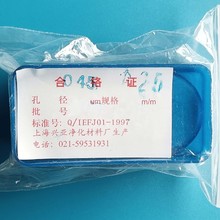 合 格 证
0.45 25
孔 径 μm规格 m/m
批 号
标准号: Q/IEFJ01-1997
上海兴亚净化材料厂生产
电话: 021-59531931